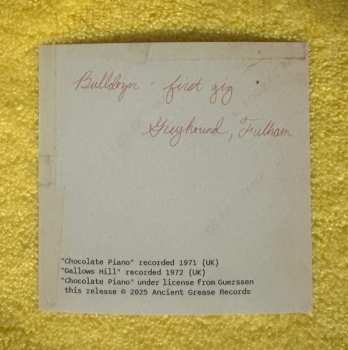 Bulldozer - first gig
Greyhound, Fulham
"Chocolate Piano" recorded 1971 (UK)
"Gallows Hill" recorded 1972 (UK)
"Chocolate Piano" under license from Guerssen
this release © 2025 Ancient Grease Records